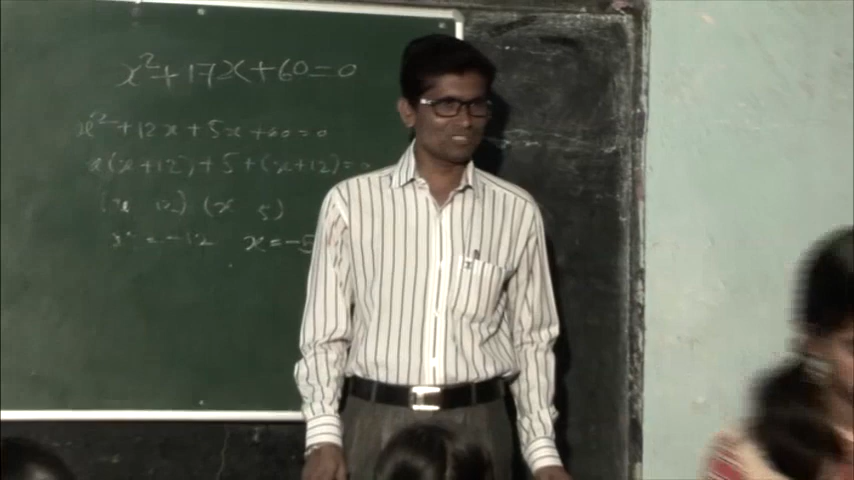 x²+17x+60=0
x²+12x+5x+60=0
x(x+12)+5+(x+12)=0
(x 12)(x 5)
x = -12 x=-5